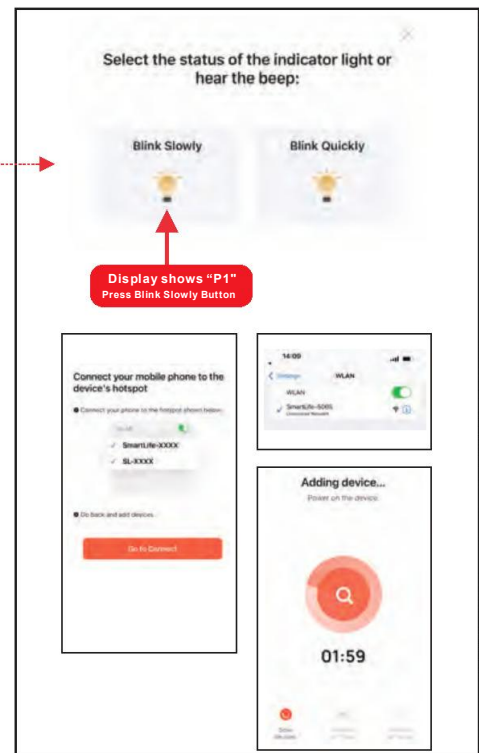 Select the status of the indicator light or
hear the beep:
Blink Slowly
Blink Quickly
Display shows “P1"
Press Blink Slowly Button
Connect your mobile phone to the
device's hotspot
Connect your phone to the hotspot shown below.
WLAN
SmartLife-XXXX
SL-XXXX
Go back and add devices.
Go to Connect
14:09
WLAN
WLAN
Adding device...
Power on the device.
01:59